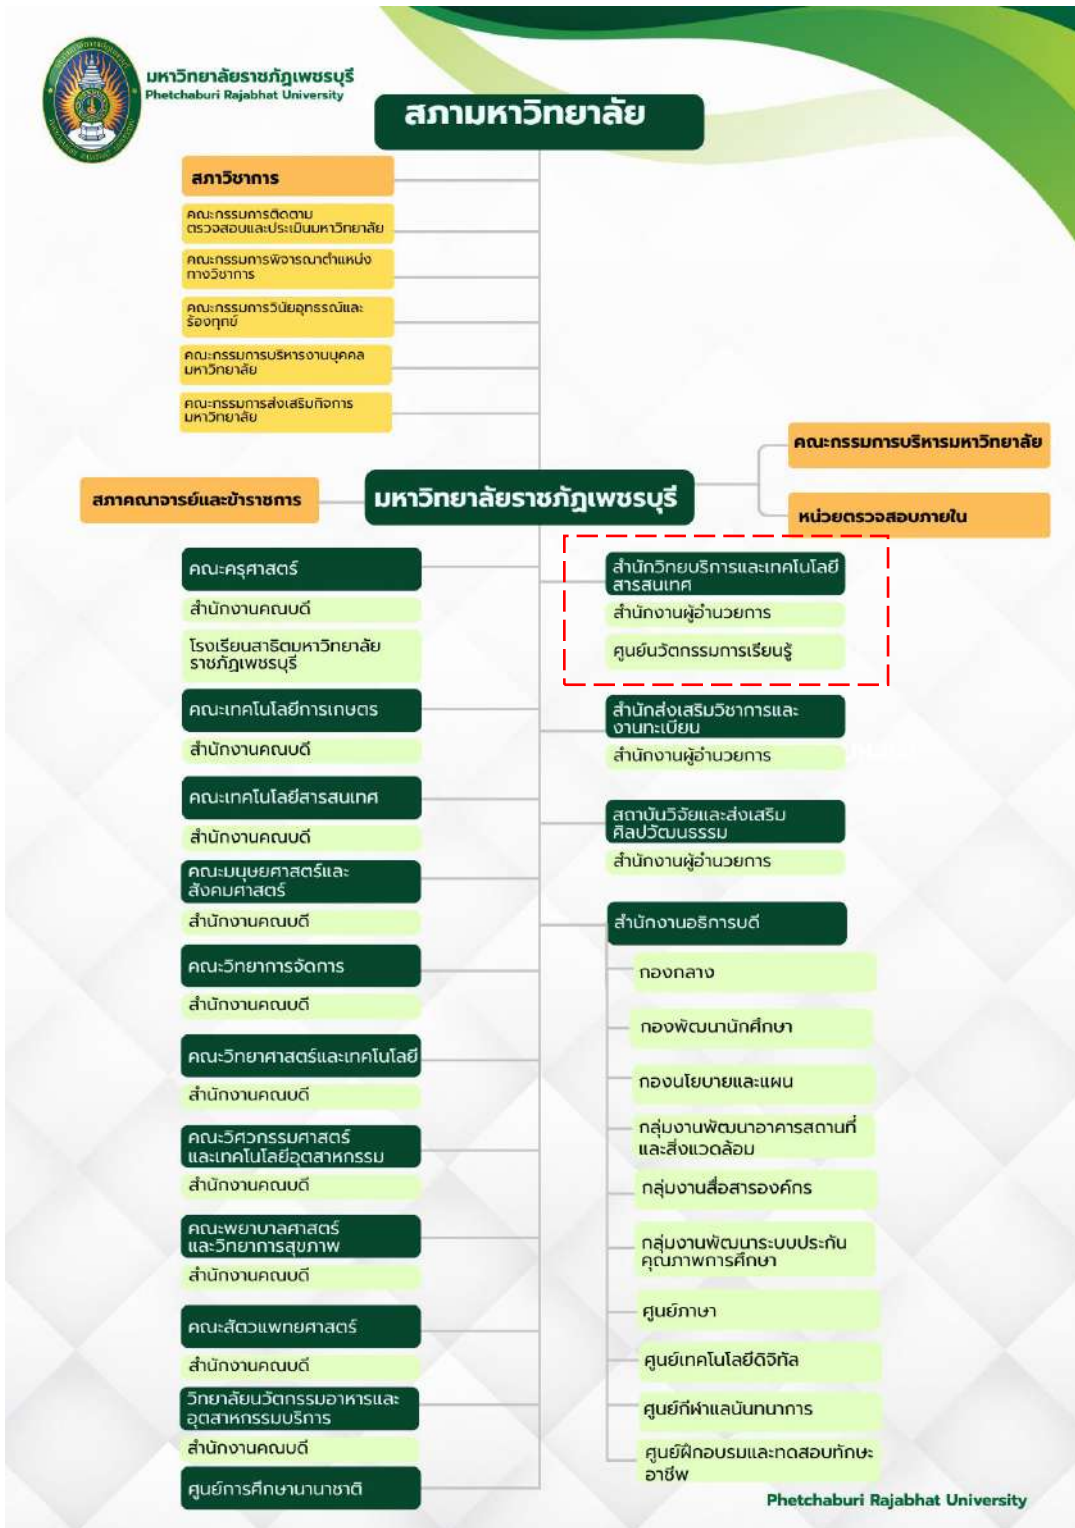 มหาวิทยาลัยราชภัฏเพชรบุรี
Phetchaburi Rajabhat University
สภามหาวิทยาลัย
สภาวิชาการ
คณะกรรมการติดตาม
ตรวจสอบและประเมินมหาวิทยาลัย
คณะกรรมการพิจารณาตำแหน่ง
ทางวิชาการ
คณะกรรมการวินัยอุทธรณ์และ
ร้องทุกข์
คณะกรรมการบริหารงานบุคคล
มหาวิทยาลัย
คณะกรรมการส่งเสริมกิจการ
มหาวิทยาลัย
คณะกรรมการบริหารมหาวิทยาลัย
สภาคณาจารย์และข้าราชการ
มหาวิทยาลัยราชภัฏเพชรบุรี
หน่วยตรวจสอบภายใน
คณะครุศาสตร์
สำนักงานคณบดี
โรงเรียนสาธิตมหาวิทยาลัย
ราชภัฏเพชรบุรี
คณะเทคโนโลยีการเกษตร
สำนักงานคณบดี
คณะเทคโนโลยีสารสนเทศ
สำนักงานคณบดี
คณะมนุษยศาสตร์และ
สังคมศาสตร์
สำนักงานคณบดี
คณะวิทยาการจัดการ
สำนักงานคณบดี
คณะวิทยาศาสตร์และเทคโนโลยี
สำนักงานคณบดี
คณะวิศวกรรมศาสตร์
และเทคโนโลยีอุตสาหกรรม
สำนักงานคณบดี
คณะพยาบาลศาสตร์
และวิทยาการสุขภาพ
สำนักงานคณบดี
คณะสัตวแพทยศาสตร์
สำนักงานคณบดี
วิทยาลัยนวัตกรรมอาหารและ
อุตสาหกรรมบริการ
สำนักงานคณบดี
ศูนย์การศึกษานานาชาติ
สำนักวิทยบริการและเทคโนโลยี
สารสนเทศ
สำนักงานผู้อำนวยการ
ศูนย์นวัตกรรมการเรียนรู้
สำนักส่งเสริมวิชาการและ
งานทะเบียน
สำนักงานผู้อำนวยการ
สถาบันวิจัยและส่งเสริม
ศิลปวัฒนธรรม
สำนักงานผู้อำนวยการ
สำนักงานอธิการบดี
กองกลาง
กองพัฒนานักศึกษา
กองนโยบายและแผน
กลุ่มงานพัฒนาอาคารสถานที่
และสิ่งแวดล้อม
กลุ่มงานสื่อสารองค์กร
กลุ่มงานพัฒนาระบบประกัน
คุณภาพการศึกษา
ศูนย์ภาษา
ศูนย์เทคโนโลยีดิจิทัล
ศูนย์กีฬาแลนันทนาการ
ศูนย์ฝึกอบรมและทดสอบทักษะ
อาชีพ
Phetchaburi Rajabhat University